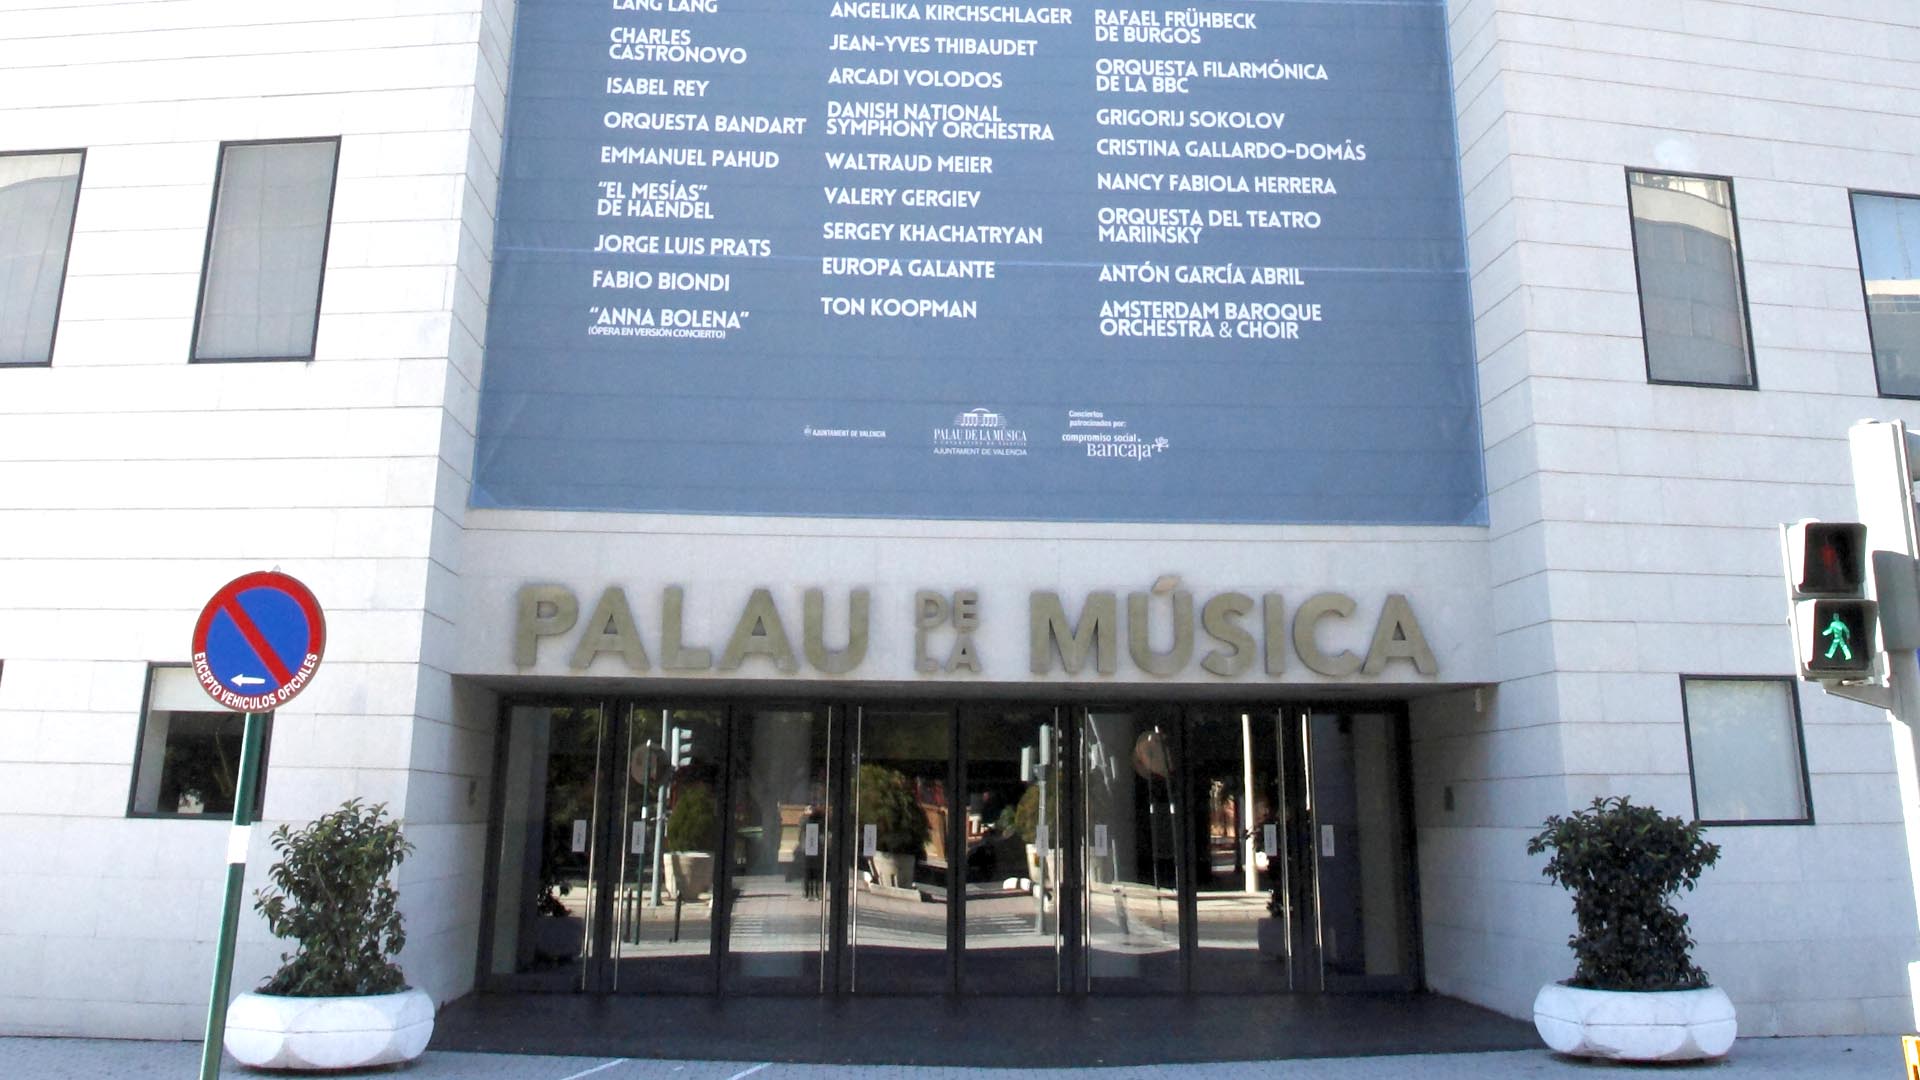 LANG LANG
CHARLES
CASTRONOVO
ISABEL REY
ORQUESTA BANDART
EMMANUEL PAHUD
“EL MESÍAS”
DE HAENDEL
JORGE LUIS PRATS
FABIO BIONDI
“ANNA BOLENA”
(ÓPERA EN VERSIÓN CONCIERTO)
ANGELIKA KIRCHSCHLAGER
JEAN-YVES THIBAUDET
ARCADI VOLODOS
DANISH NATIONAL
SYMPHONY ORCHESTRA
WALTRAUD MEIER
VALERY GERGIEV
SERGEY KHACHATRYAN
EUROPA GALANTE
TON KOOPMAN
RAFAEL FRÜHBECK
DE BURGOS
ORQUESTA FILARMÓNICA
DE LA BBC
GRIGORIJ SOKOLOV
CRISTINA GALLARDO-DOMÂS
NANCY FABIOLA HERRERA
ORQUESTA DEL TEATRO
MARIINSKY
ANTÓN GARCÍA ABRIL
AMSTERDAM BAROQUE
ORCHESTRA & CHOIR
AJUNTAMENT DE VALENCIA
PALAU DE LA MÚSICA
AJUNTAMENT DE VALENCIA
Conciertos
patrocinados por:
compromiso social
Bancaja
PALAU DE LA MÚSICA
EXCEPTO VEHICULOS OFICIALES